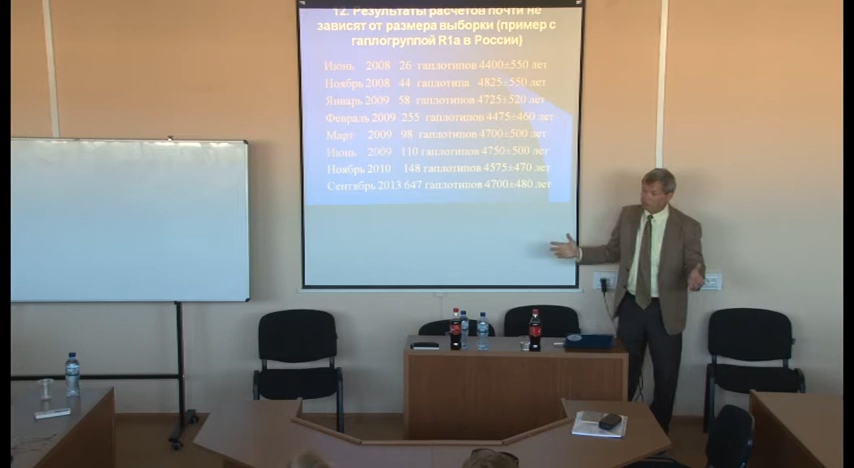 12. Результаты расчетов почти не
зависят от размера выборки (пример с
гаплогруппой R1a в России)
Июнь 2008 26 гаплотипов 4400±550 лет
Ноябрь 2008 44 гаплотипа 4825±550 лет
Январь 2009 58 гаплотипов 4725±520 лет
Февраль 2009 255 гаплотипов 4475±460 лет
Март 2009 98 гаплотипов 4700±500 лет
Июнь 2009 110 гаплотипов 4750±500 лет
Ноябрь 2010 148 гаплотипов 4575±470 лет
Сентябрь 2013 647 гаплотипов 4700±480 лет